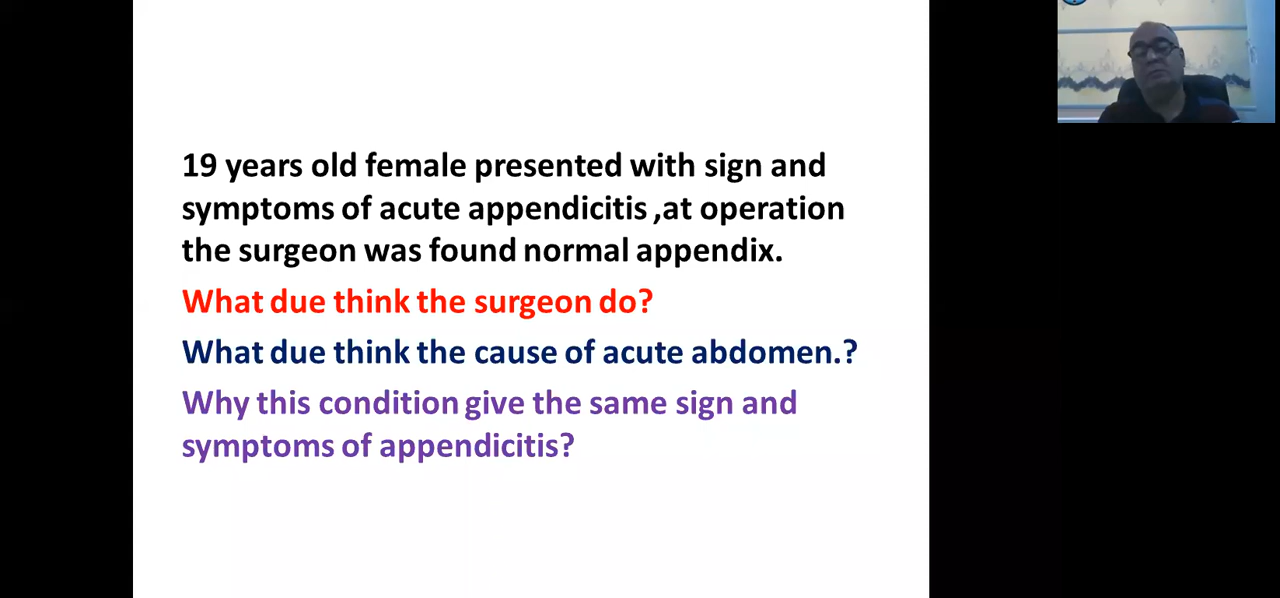 19 years old female presented with sign and
symptoms of acute appendicitis ,at operation
the surgeon was found normal appendix.
What due think the surgeon do?
What due think the cause of acute abdomen.?
Why this condition give the same sign and
symptoms of appendicitis?